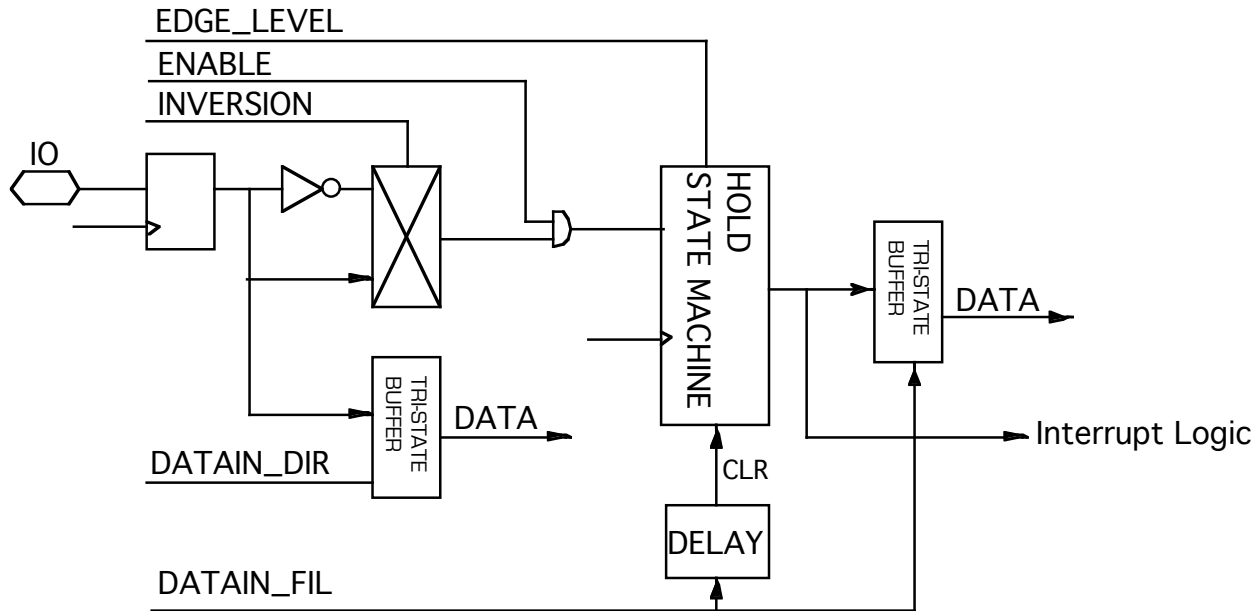 EDGE_LEVEL
ENABLE
INVERSION
IO
HOLD
STATE MACHINE
TRI-STATE
BUFFER
DATA
TRI-STATE
BUFFER
DATA
Interrupt Logic
DATAIN_DIR
CLR
DELAY
DATAIN_FIL